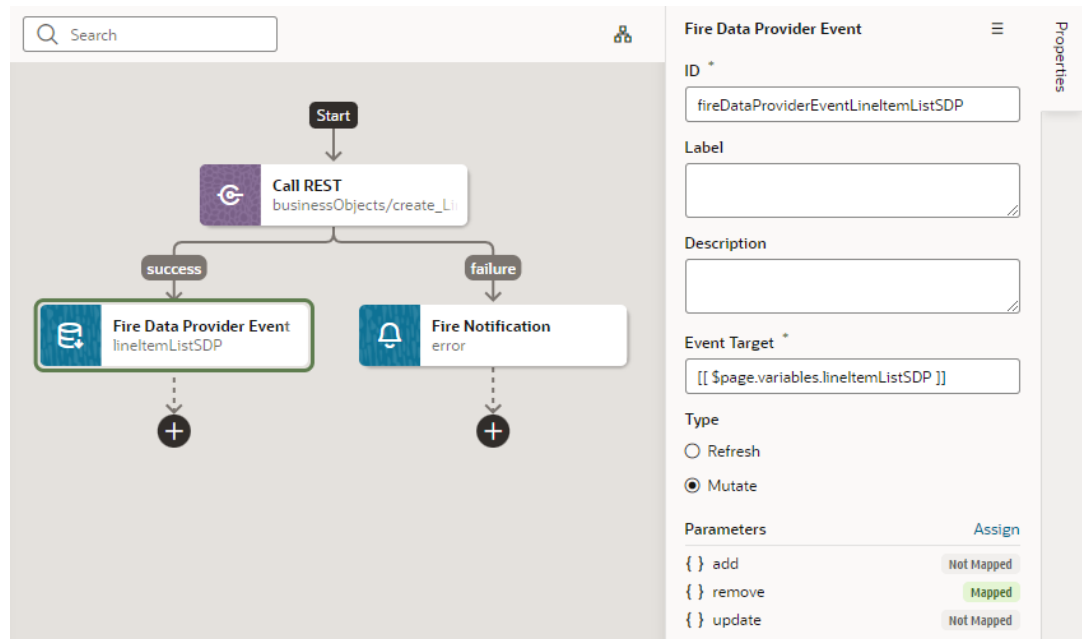 Search
Start
Call REST
businessObjects/create_Li
success
failure
Fire Data Provider Event
lineItemListSDP
Fire Notification
error
Fire Data Provider Event
Properties
ID *
fireDataProviderEventLineItemListSDP
Label
Description
Event Target *
[[ $page.variables.lineItemListSDP ]]
Type
Refresh
Mutate
Parameters Assign
{ } add Not Mapped
{ } remove Mapped
{ } update Not Mapped